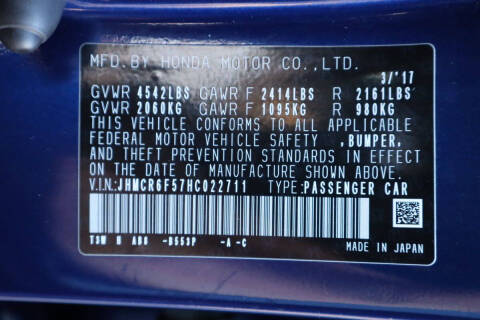 MFD.BY HONDA MOTOR CO.,LTD. 3/'17
GVWR 4542LBS GAWR F 2414LBS R 2161LBS
GVWR 2060KG GAWR F 1095KG R 980KG
THIS VEHICLE CONFORMS TO ALL APPLICABLE
FEDERAL MOTOR VEHICLE SAFETY ,BUMPER,
AND THEFT PREVENTION STANDARDS IN EFFECT
ON THE DATE OF MANUFACTURE SHOWN ABOVE.
V.I.N:JHMCR6F57HC022711 TYPE:PASSENGER CAR
-B553P -A -C
MADE IN JAPAN